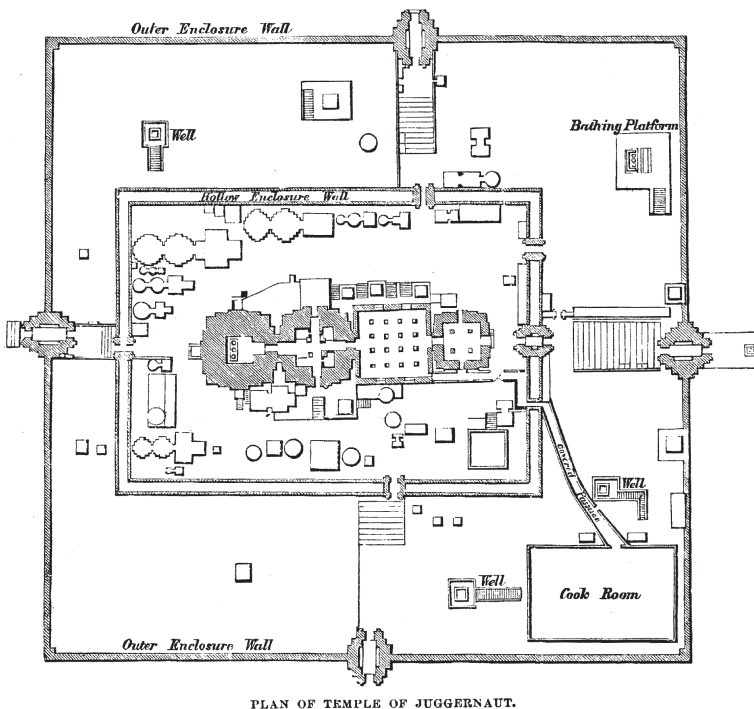 Outer Enclosure Wall
Bathing Platform
Well
Hollow Enclosure Wall
Covered Passage
Well
Well
Cook Room
Outer Enclosure Wall
PLAN OF TEMPLE OF JUGGERNAUT.